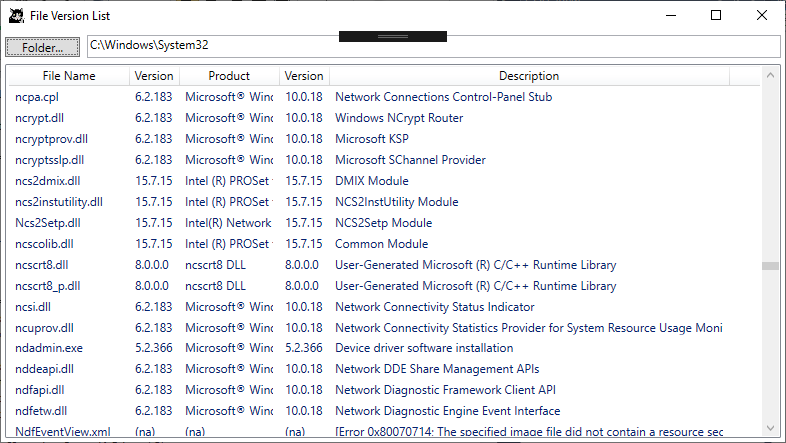 File Version List
Folder... C:\Windows\System32
File Name Version Product Version Description
ncpa.cpl 6.2.183 Microsoft® Winc 10.0.18 Network Connections Control-Panel Stub
ncrypt.dll 6.2.183 Microsoft® Winc 10.0.18 Windows NCrypt Router
ncryptprov.dll 6.2.183 Microsoft® Winc 10.0.18 Microsoft KSP
ncryptsslp.dll 6.2.183 Microsoft® Winc 10.0.18 Microsoft SChannel Provider
ncs2dmix.dll 15.7.15 Intel (R) PROSet 15.7.15 DMIX Module
ncs2instutility.dll 15.7.15 Intel (R) PROSet 15.7.15 NCS2InstUtility Module
Ncs2Setp.dll 15.7.15 Intel(R) Network 15.7.15 NCS2Setp Module
ncscolib.dll 15.7.15 Intel (R) PROSet 15.7.15 Common Module
ncscrt8.dll 8.0.0.0 ncscrt8 DLL 8.0.0.0 User-Generated Microsoft (R) C/C++ Runtime Library
ncscrt8_p.dll 8.0.0.0 ncscrt8 DLL 8.0.0.0 User-Generated Microsoft (R) C/C++ Runtime Library
ncsi.dll 6.2.183 Microsoft® Winc 10.0.18 Network Connectivity Status Indicator
ncuprov.dll 6.2.183 Microsoft® Winc 10.0.18 Network Connectivity Statistics Provider for System Resource Usage Moni
ndadmin.exe 5.2.366 Microsoft® Winc 5.2.366 Device driver software installation
nddeapi.dll 6.2.183 Microsoft® Winc 10.0.18 Network DDE Share Management APIs
ndfapi.dll 6.2.183 Microsoft® Winc 10.0.18 Network Diagnostic Framework Client API
ndfetw.dll 6.2.183 Microsoft® Winc 10.0.18 Network Diagnostic Engine Event Interface
NdfEventView.xml (na) (na) (na) [Error 0x80070714: The specified image file did not contain a resource sec